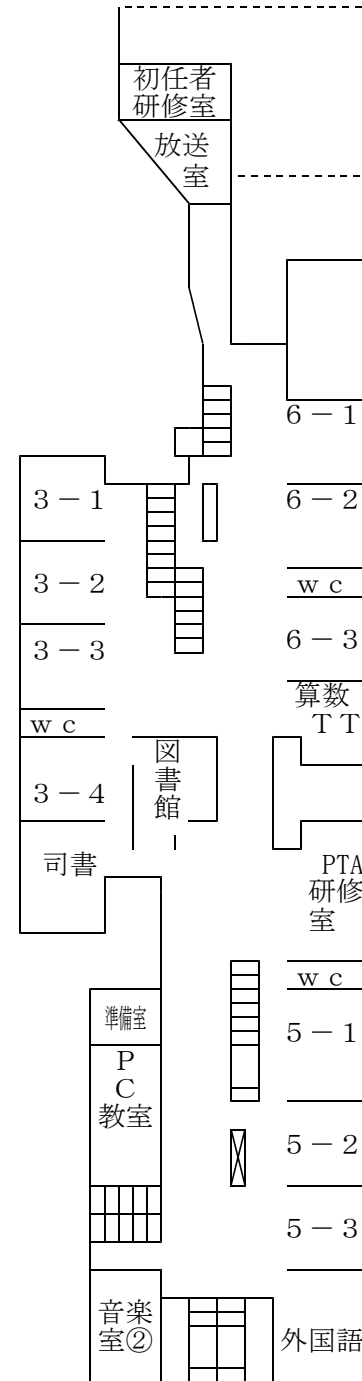 初任者
研修室
放送
室
６－１
３－１
６－２
３－２
ｗｃ
３－３
６－３
算数
ＴＴ
ｗｃ
図
書
館
３－４
司書
PTA
研修
室
ｗｃ
準備室
５－１
Ｐ
Ｃ
教室
５－２
５－３
音楽
室②
外国語